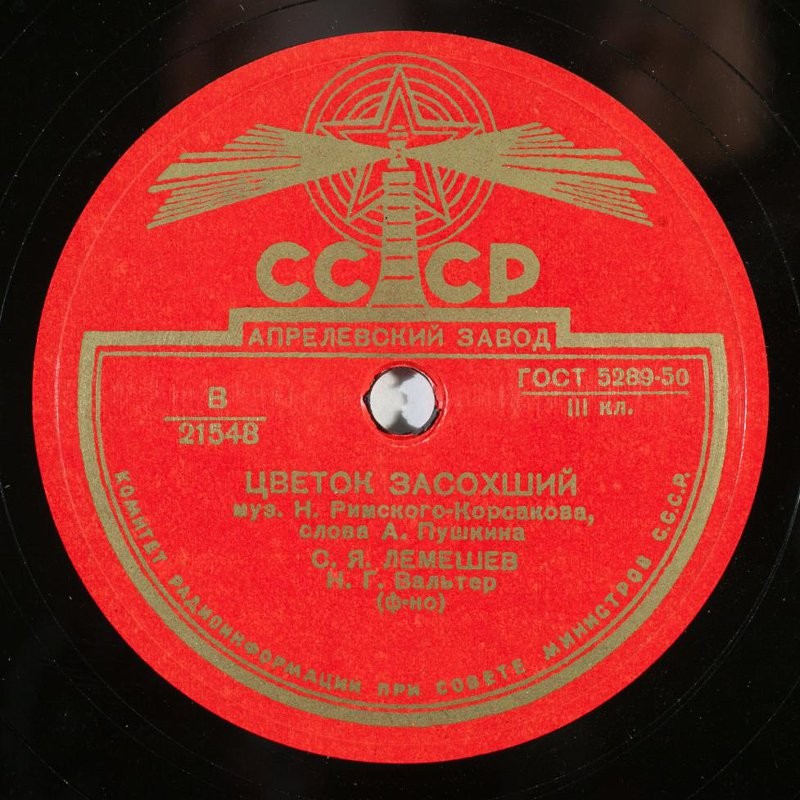 СССР
АПРЕЛЕВСКИЙ ЗАВОД
В
21548
ГОСТ 5289-50
III кл.
ЦВЕТОК ЗАСОХШИЙ
муз. Н. Римского-Корсакова,
слова А. Пушкина
С. Я. ЛЕМЕШЕВ
Н. Г. Вальтер
(ф-но)
КОМИТЕТ РАДИОИНФОРМАЦИИ ПРИ СОВЕТЕ МИНИСТРОВ С.С.С.Р.